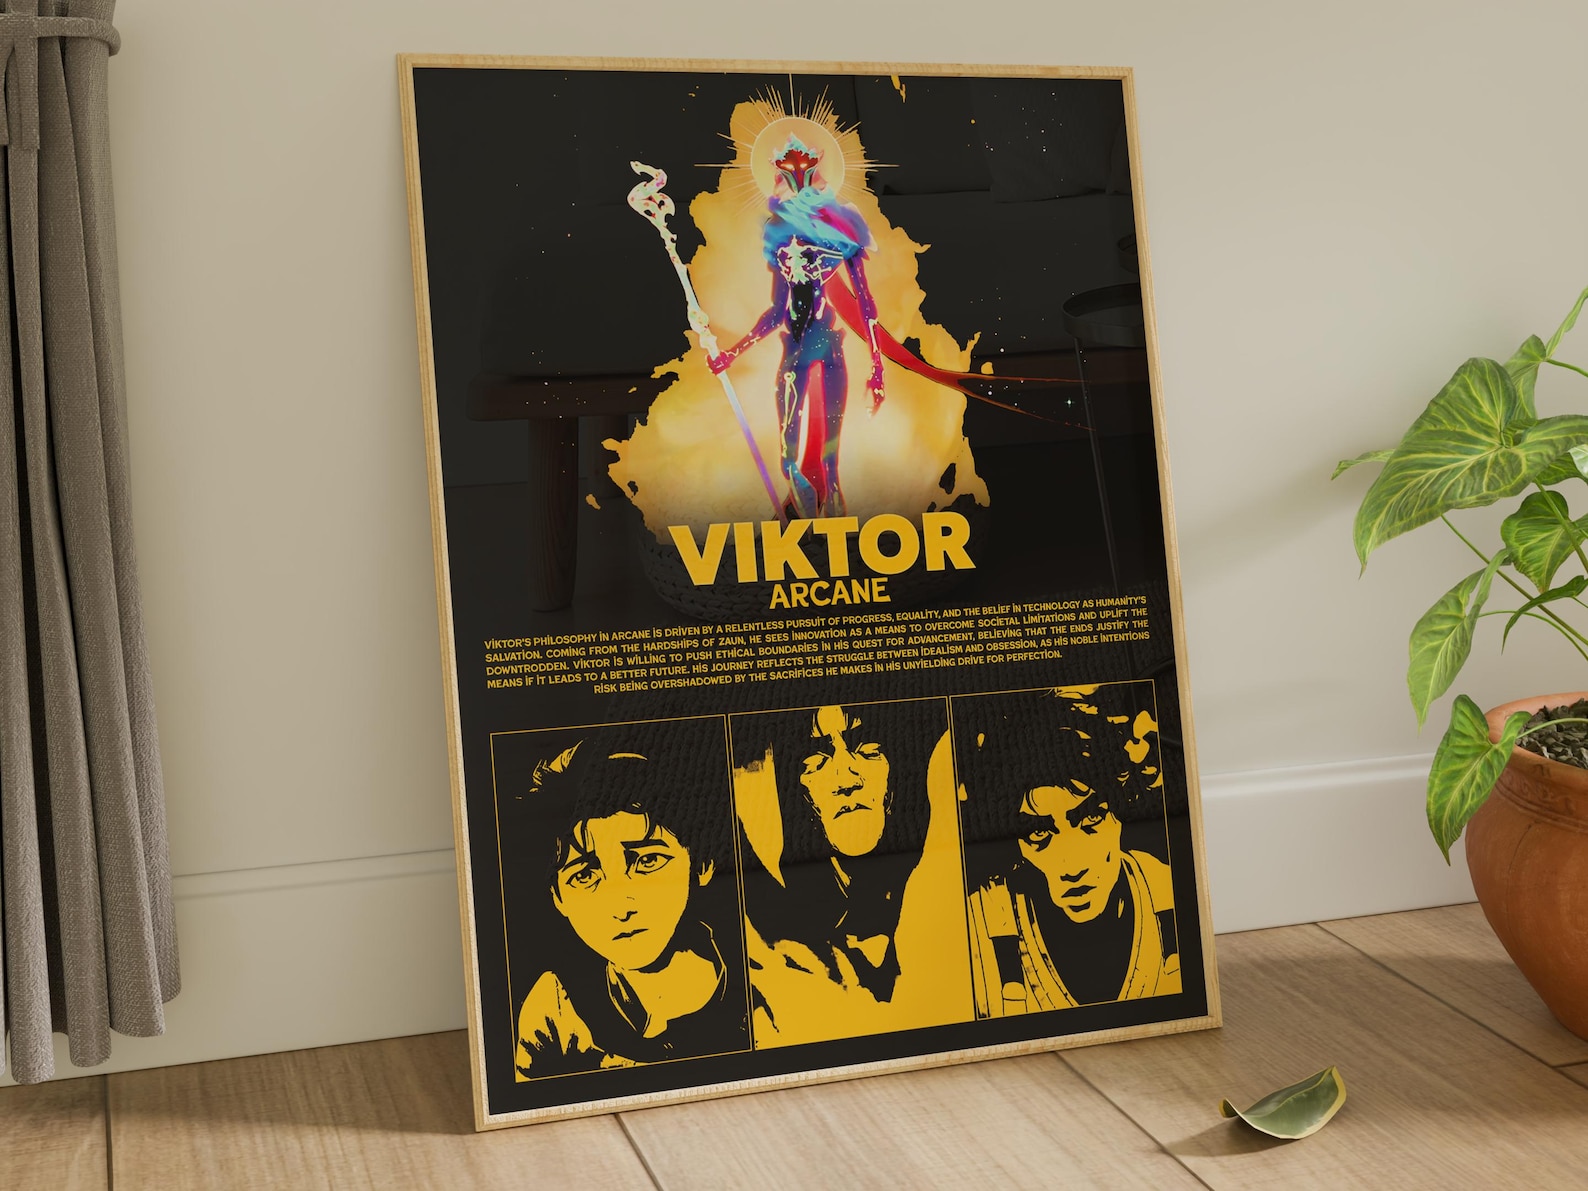 VIKTOR
ARCANE
VİKTOR'S PHİLOSOPHY İN ARCANE IS DRİVEN BY A RELENTLESS PURSUIT OF PROGRESS, EQUALITY, AND THE BELİEF İN TECHNOLOGY AS HUMANİTY'S
SALVATİON. COMİNG FROM THE HARDSHİPS OF ZAUN, HE SEES İNNOVATİON AS A MEANS TO OVERCOME SOCİETAL LİMİTATİONS AND UPLİFT THE
DOWNTRODDEN. VİKTOR İS WİLLİNG TO PUSH ETHİCAL BOUNDARİES İN HİS QUEST FOR ADVANCEMENT, BELİEVİNG THAT THE ENDS JUSTİFY THE
MEANS İF İT LEADS TO A BETTER FUTURE. HİS JOURNEY REFLECTS THE STRUGGLE BETWEEN İDEALİSM AND OBSESSİON, AS HİS NOBLE İNTENTİONS
RİSK BEİNG OVERSHADOWED BY THE SACRİFİCES HE MAKES İN HİS UNYİELDİNG DRİVE FOR PERFECTİON.